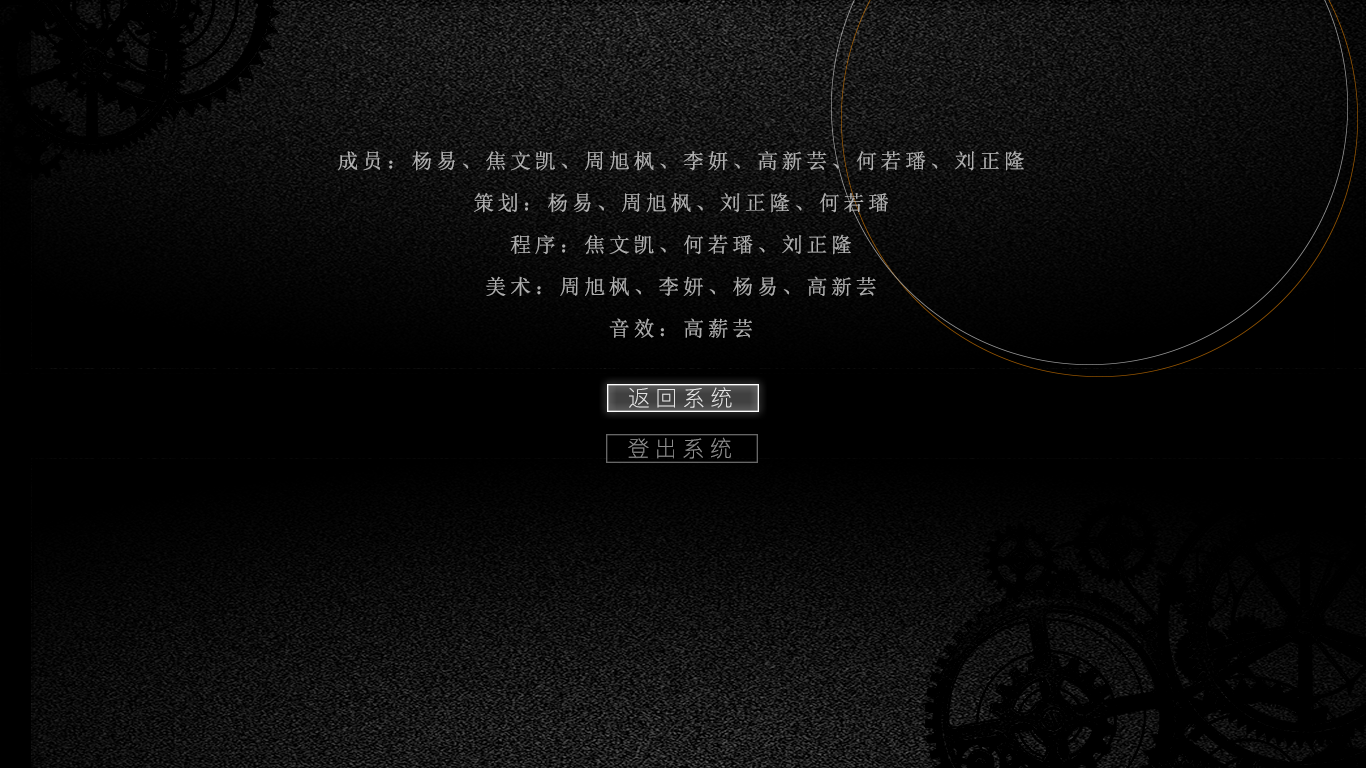 成员：杨易、焦文凯、周旭枫、李妍、高新芸、何若璠、刘正隆
策划：杨易、周旭枫、刘正隆、何若璠
程序：焦文凯、何若璠、刘正隆
美术：周旭枫、李妍、杨易、高新芸
音效：高薪芸
返回系统
登出系统